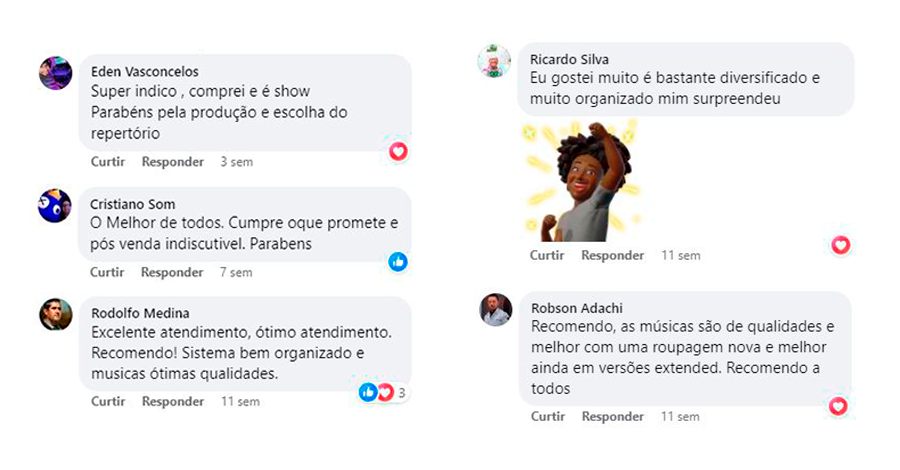 Eden Vasconcelos
Super indico , comprei e é show
Parabéns pela produção e escolha do
repertório
Curtir Responder 3 sem
Cristiano Som
O Melhor de todos. Cumpre oque promete e
pós venda indiscutivel. Parabens
Curtir Responder 7 sem
Rodolfo Medina
Excelente atendimento, ótimo atendimento.
Recomendo! Sistema bem organizado e
musicas ótimas qualidades.
3
Curtir Responder 11 sem
Ricardo Silva
Eu gostei muito é bastante diversificado e
muito organizado mim surpreendeu
Curtir Responder 11 sem
Robson Adachi
Recomendo, as músicas são de qualidades e
melhor com uma roupagem nova e melhor
ainda em versões extended. Recomendo a
todos
Curtir Responder 11 sem